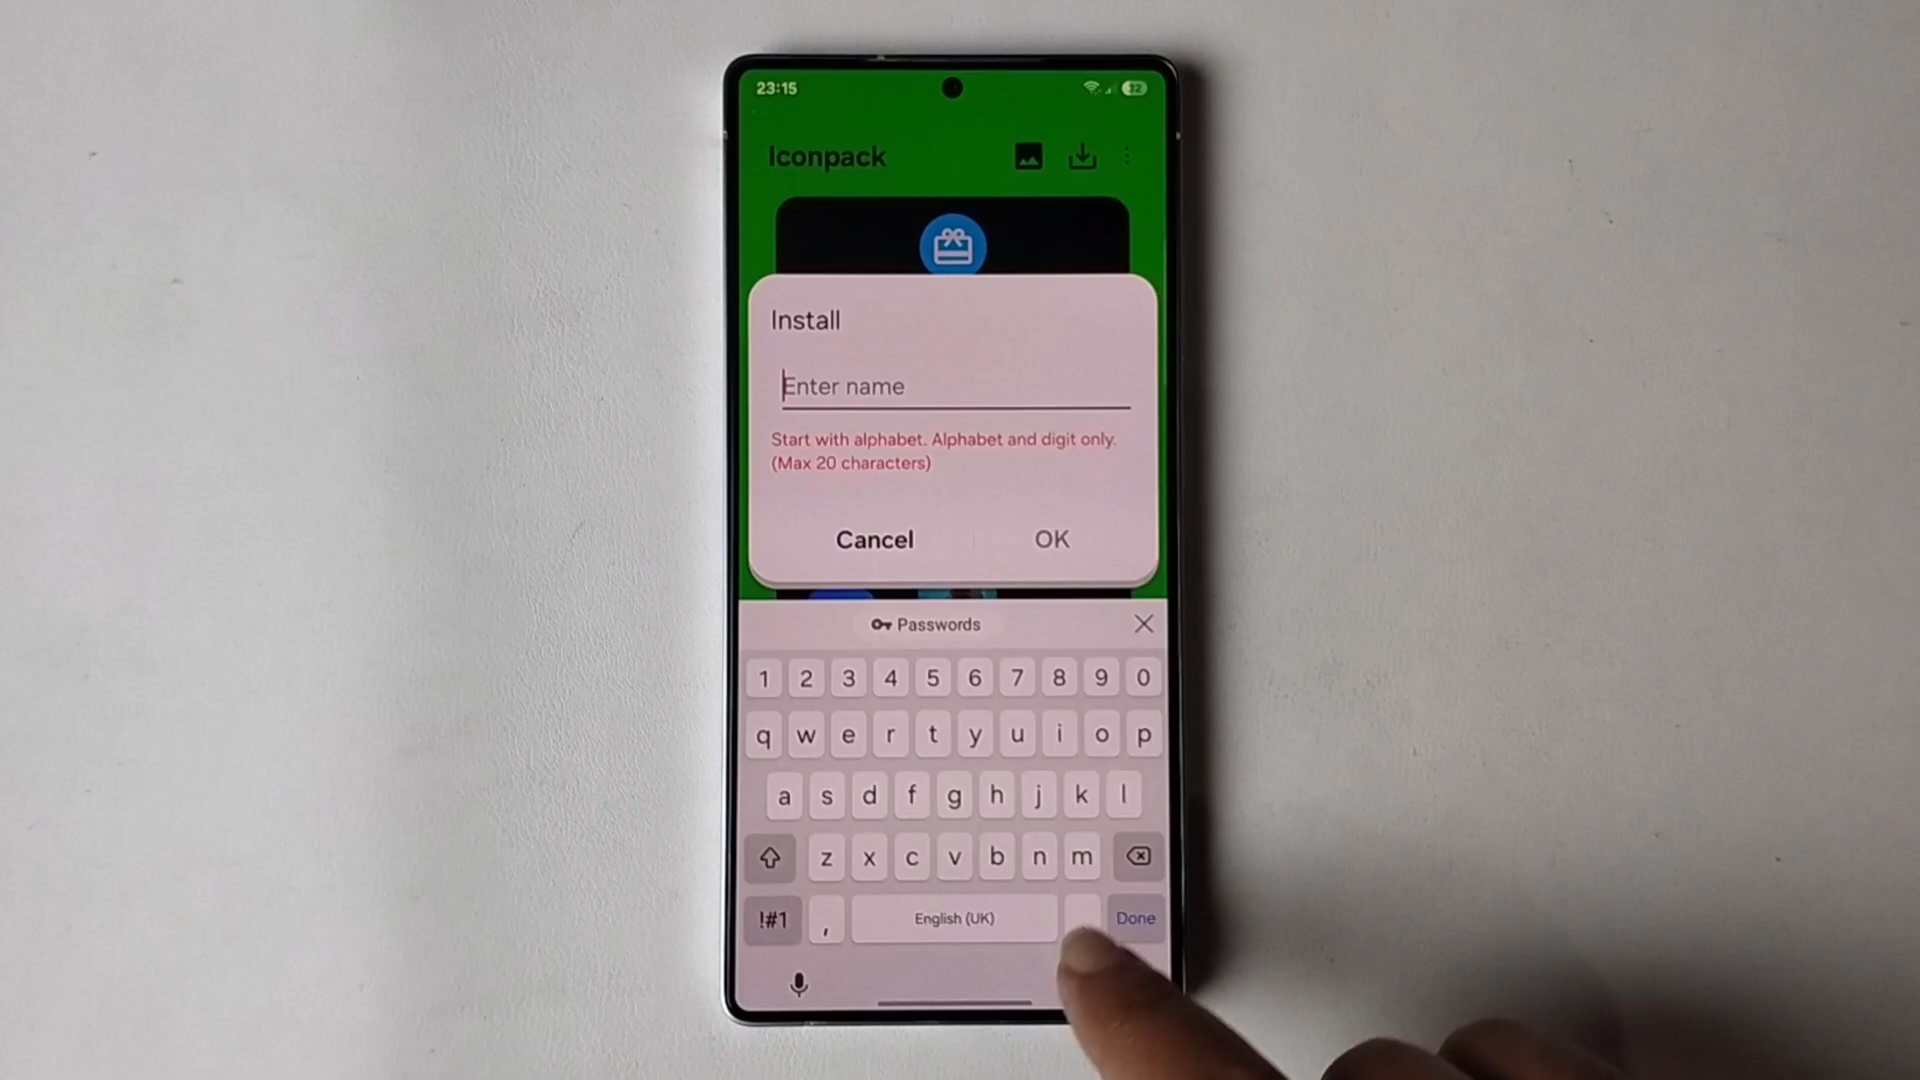 23:15
32
Iconpack
Install
Enter name
Start with alphabet. Alphabet and digit only.
(Max 20 characters)
Cancel OK
Passwords
1 2 3 4 5 6 7 8 9 0
q w e r t y u i o p
a s d f g h j k l
z x c v b n m
!#1 , English (UK) Done